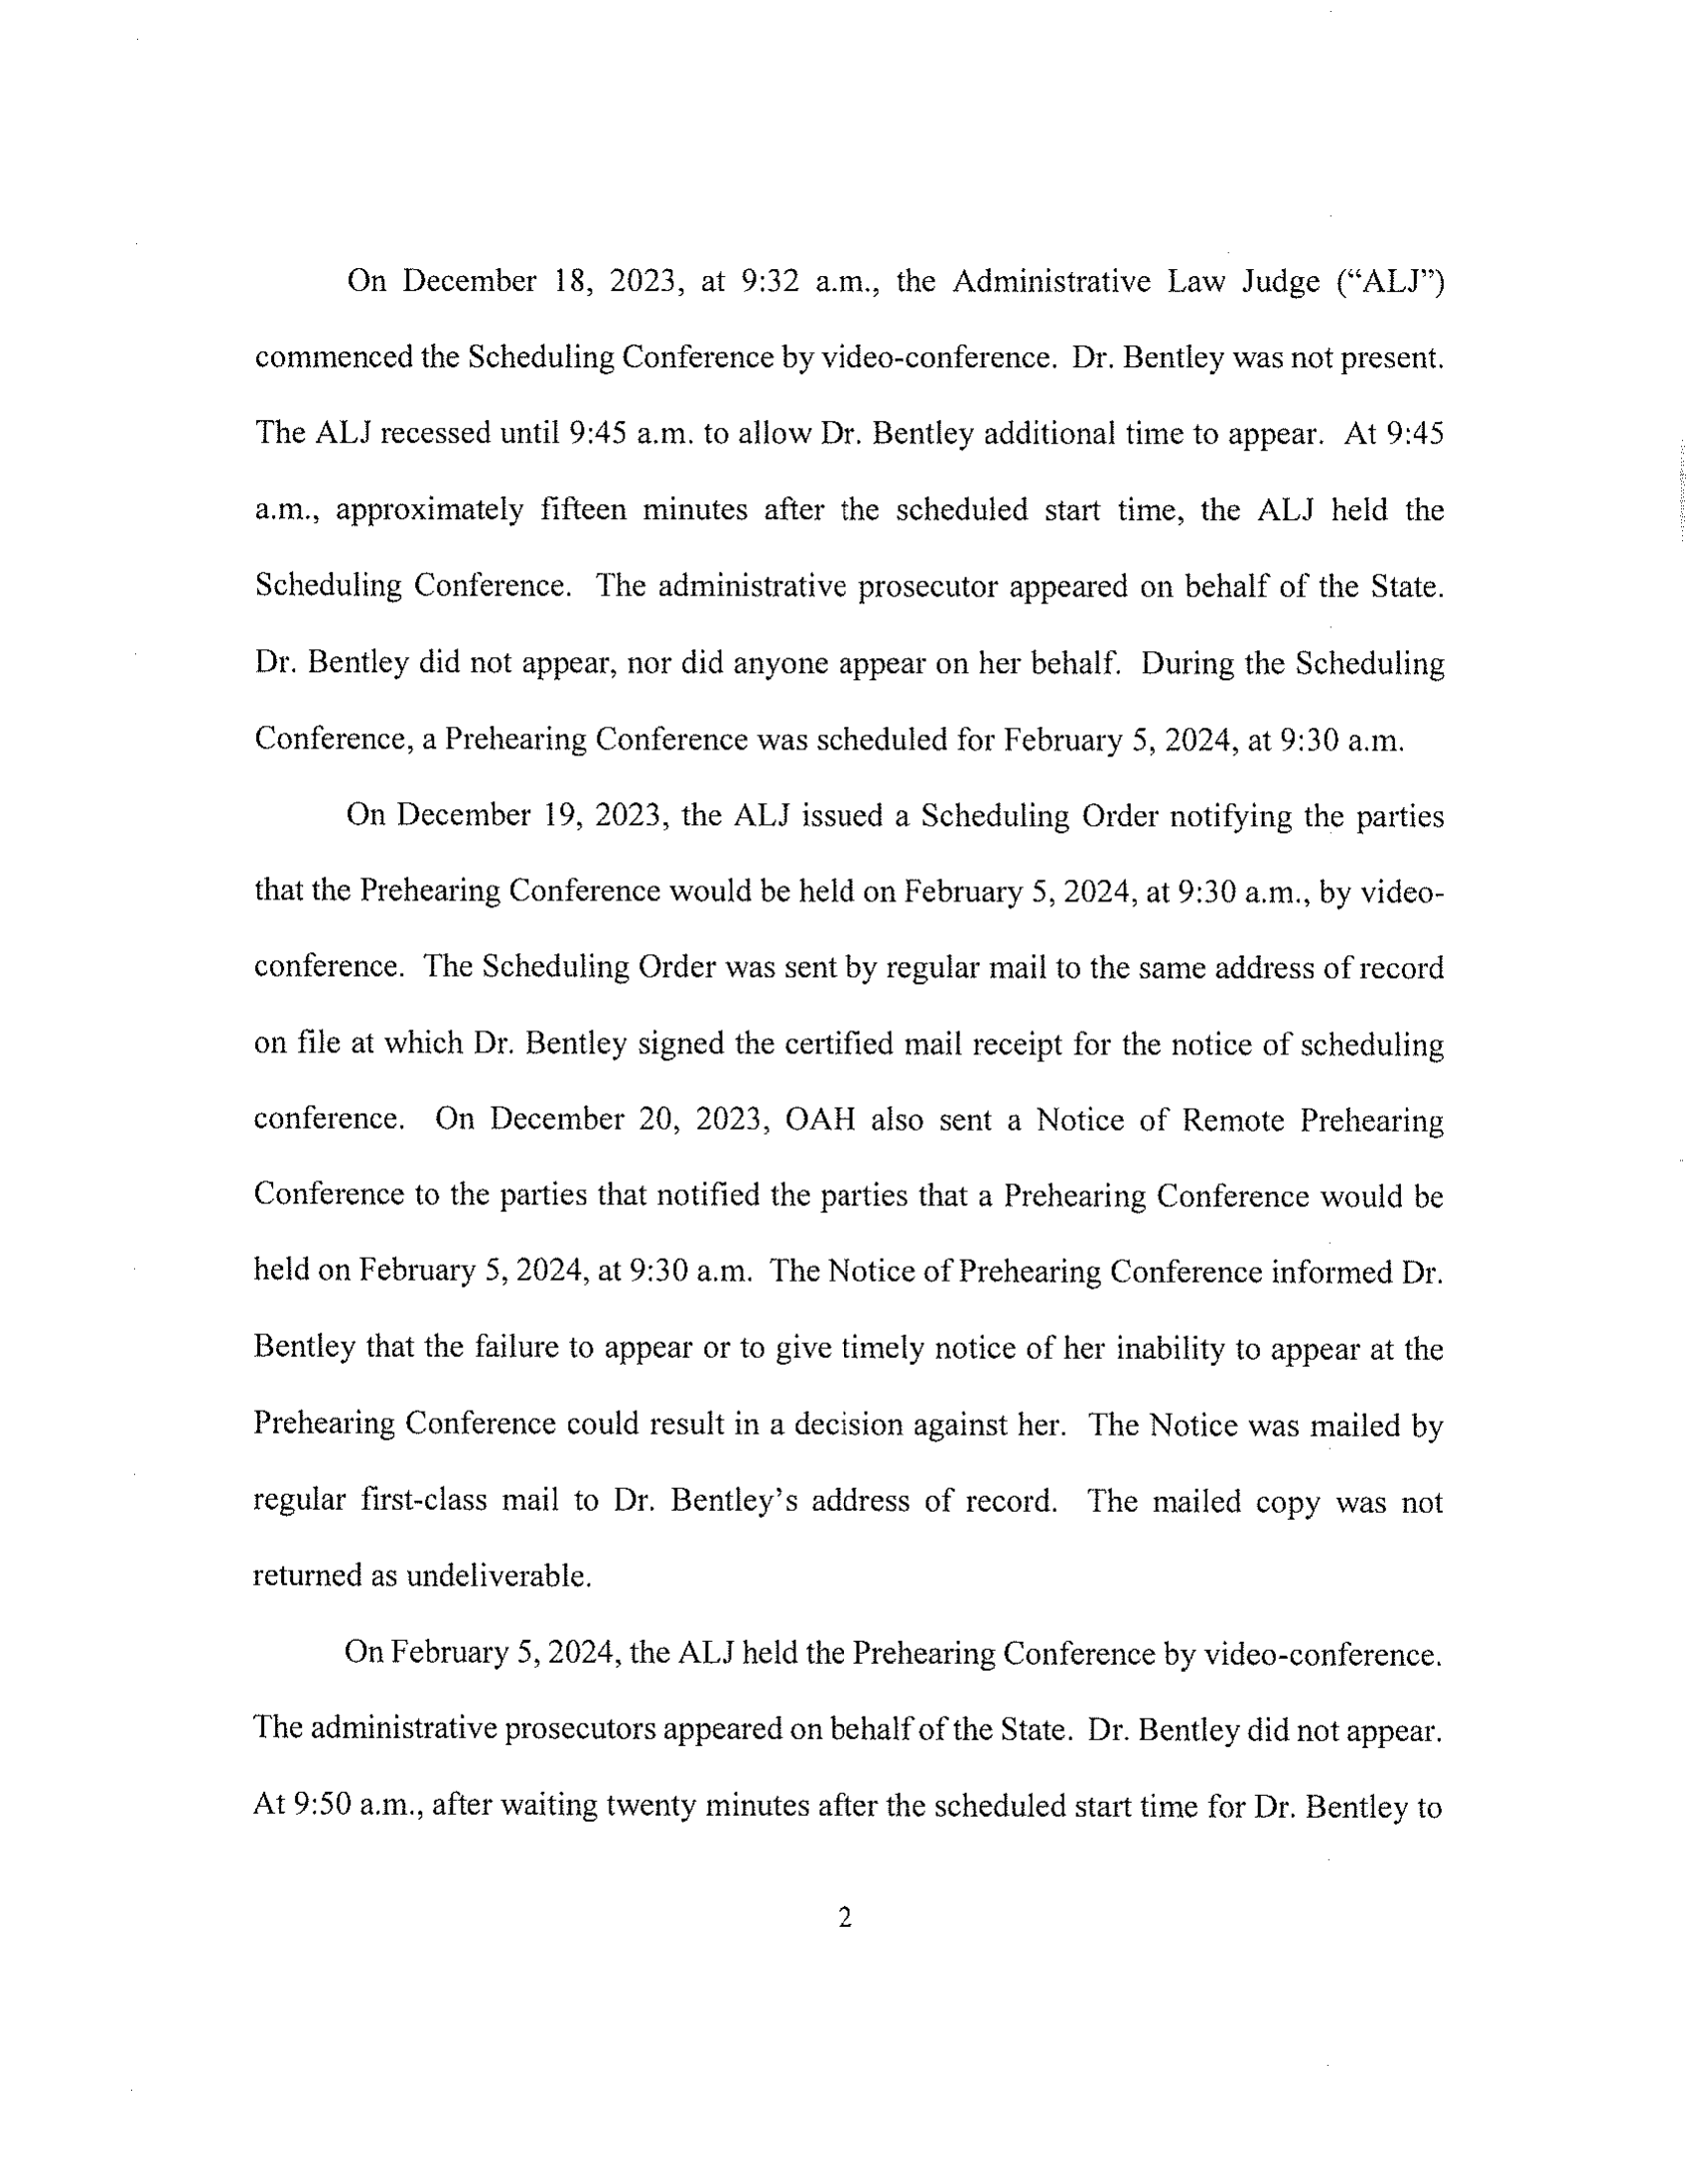 On December 18, 2023, at 9:32 a.m., the Administrative Law Judge (“ALJ”)
commenced the Scheduling Conference by video-conference. Dr. Bentley was not present.
The ALJ recessed until 9:45 a.m. to allow Dr. Bentley additional time to appear. At 9:45
a.m., approximately fifteen minutes after the scheduled start time, the ALJ held the
Scheduling Conference. The administrative prosecutor appeared on behalf of the State.
Dr. Bentley did not appear, nor did anyone appear on her behalf. During the Scheduling
Conference, a Prehearing Conference was scheduled for February 5, 2024, at 9:30 a.m.
On December 19, 2023, the ALJ issued a Scheduling Order notifying the parties
that the Prehearing Conference would be held on February 5, 2024, at 9:30 a.m., by video-
conference. The Scheduling Order was sent by regular mail to the same address of record
on file at which Dr. Bentley signed the certified mail receipt for the notice of scheduling
conference. On December 20, 2023, OAH also sent a Notice of Remote Prehearing
Conference to the parties that notified the parties that a Prehearing Conference would be
held on February 5, 2024, at 9:30 a.m. The Notice of Prehearing Conference informed Dr.
Bentley that the failure to appear or to give timely notice of her inability to appear at the
Prehearing Conference could result in a decision against her. The Notice was mailed by
regular first-class mail to Dr. Bentley’s address of record. The mailed copy was not
returned as undeliverable.
On February 5, 2024, the ALJ held the Prehearing Conference by video-conference.
The administrative prosecutors appeared on behalf of the State. Dr. Bentley did not appear.
At 9:50 a.m., after waiting twenty minutes after the scheduled start time for Dr. Bentley to
2